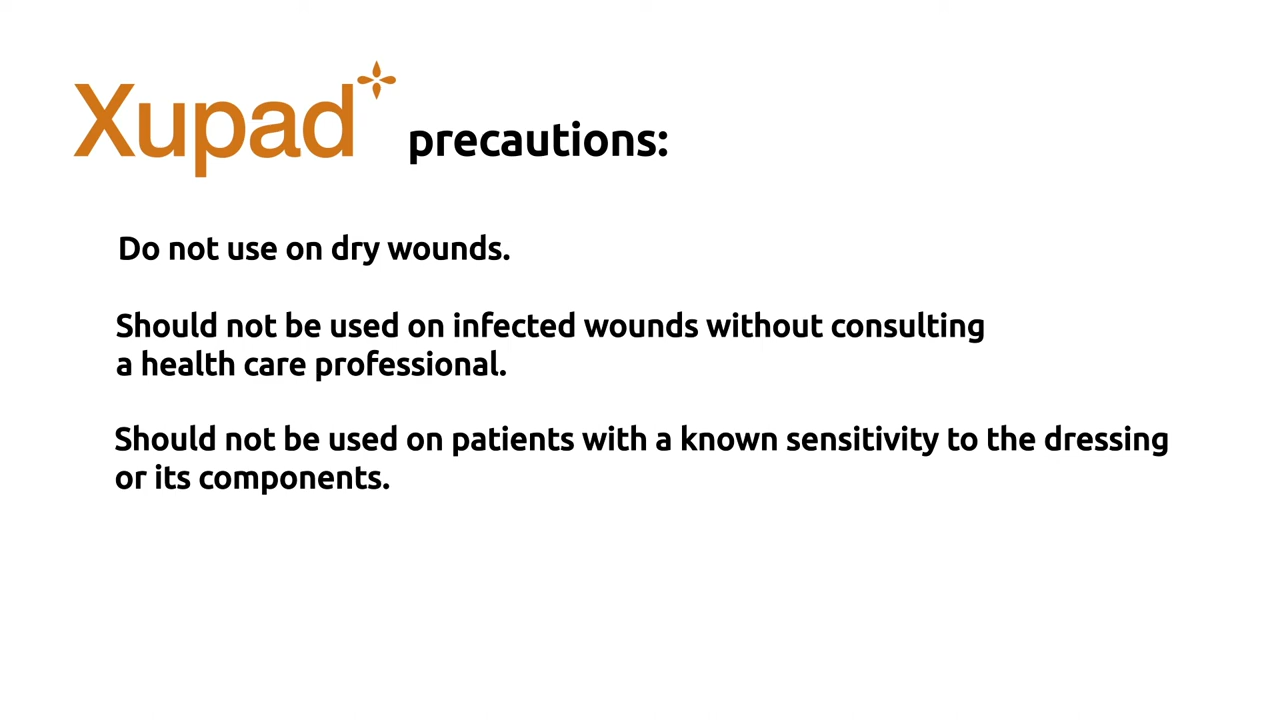 Xupad precautions:
Do not use on dry wounds.
Should not be used on infected wounds without consulting
a health care professional.
Should not be used on patients with a known sensitivity to the dressing
or its components.